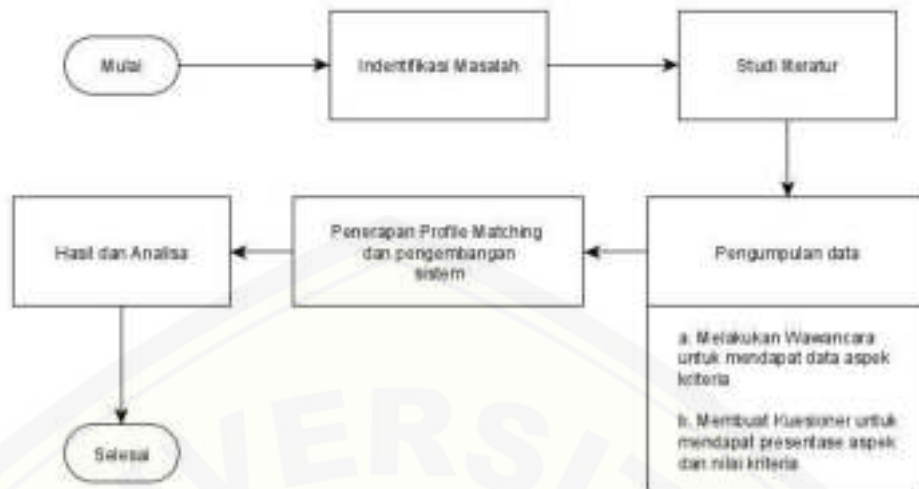 Mulai
Indentifikasi Masalah
Studi literatur
Pengumpulan data
a. Melakukan Wawancara
untuk mendapat data aspek
kriteria
b. Membuat Kuesioner untuk
mendapat presentase aspek
dan nilai kriteria
Penerapan Profile Matching
dan pengembangan
sistem
Hasil dan Analisa
Selesai
VERSIT